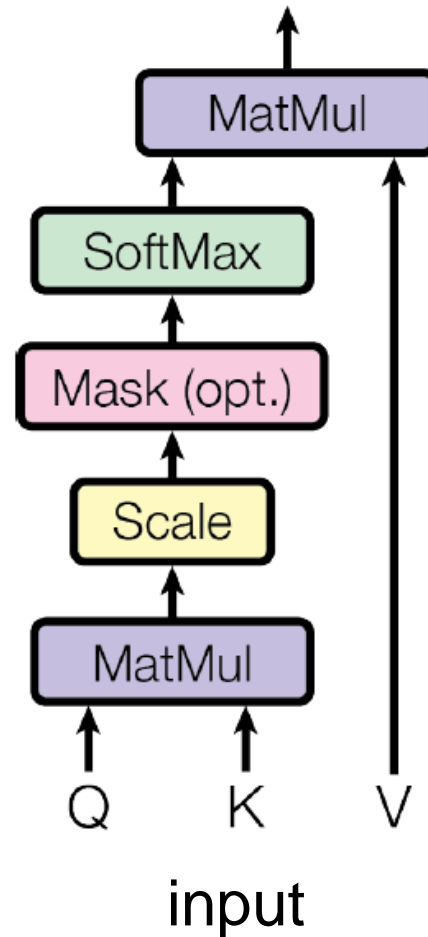 MatMul
SoftMax
Mask (opt.)
Scale
MatMul
Q K V
input